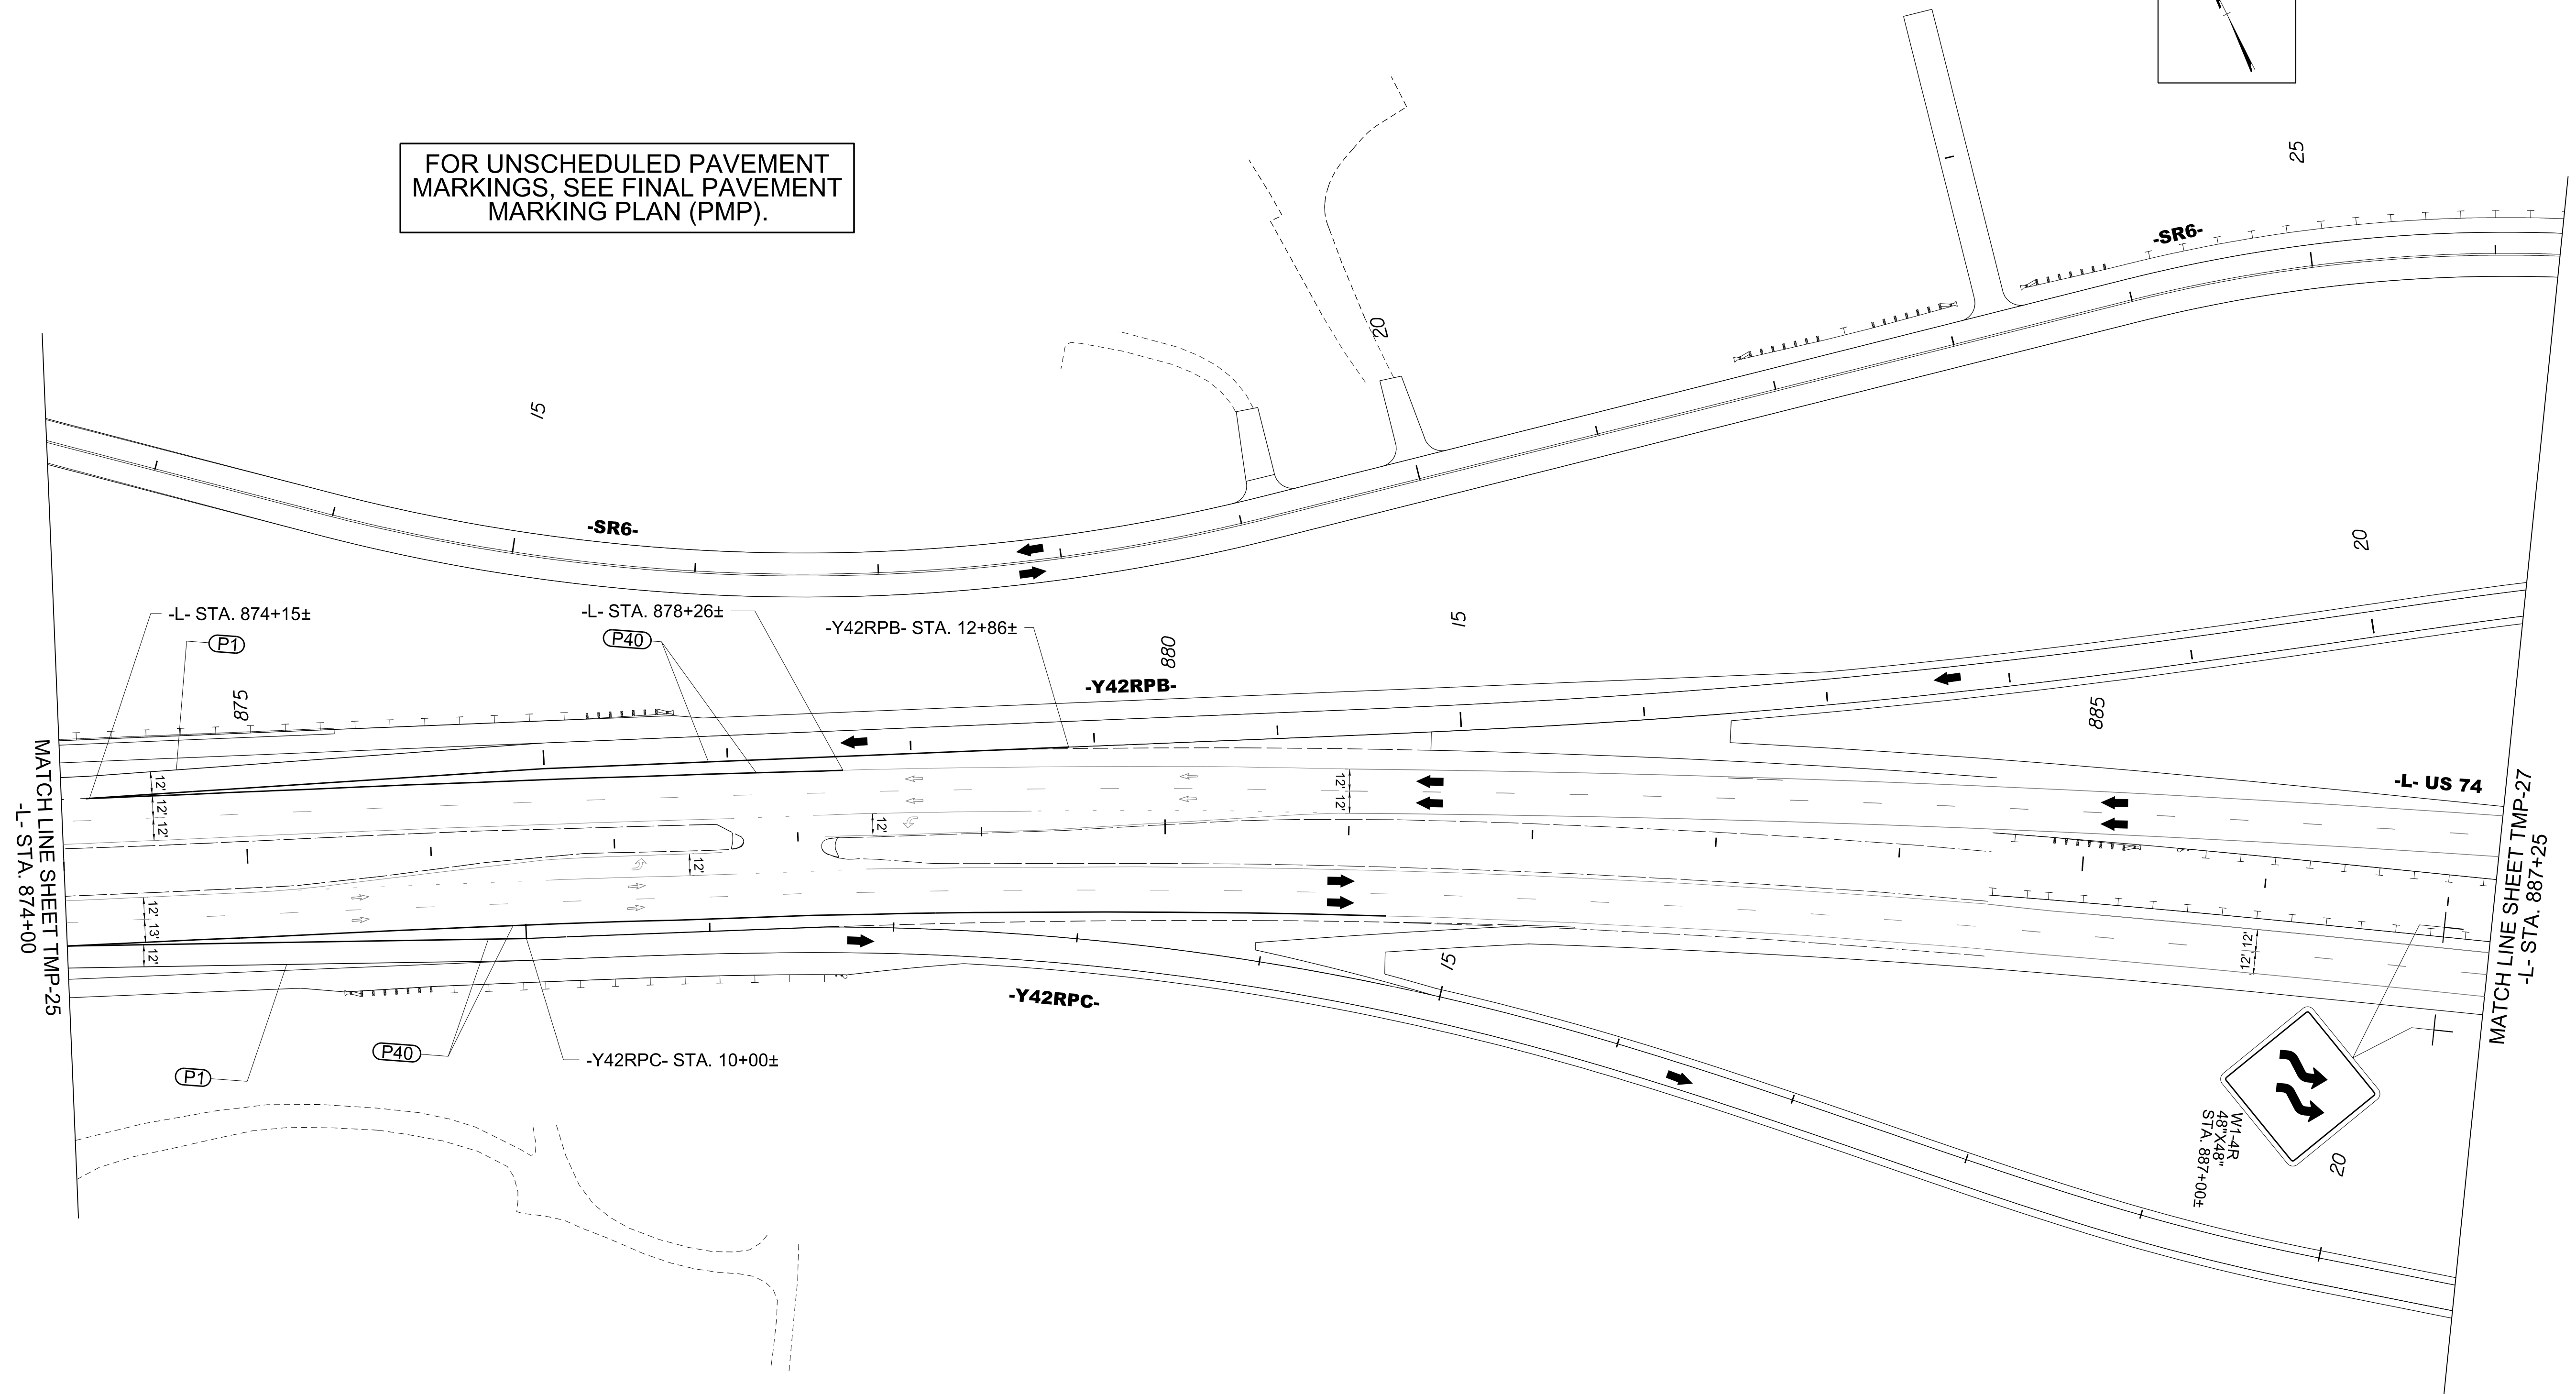 FOR UNSCHEDULED PAVEMENT
MARKINGS, SEE FINAL PAVEMENT
MARKING PLAN (PMP).
25
-SR6-
20
15
-SR6-
20
-L- STA. 874+15±
P1
-L- STA. 878+26±
P40
-Y42RPB- STA. 12+86±
15
880
-Y42RPB-
875
885
-L- US 74
12'
12'
12'
12'
12'
12'
12'
12'
13'
12'
12'
12'
MATCH LINE SHEET TMP-25
-L- STA. 874+00
MATCH LINE SHEET TMP-27
-L- STA. 887+25
15
-Y42RPC-
P40
P1
-Y42RPC- STA. 10+00±
W1-4R
48"X48"
STA. 887+00±
20